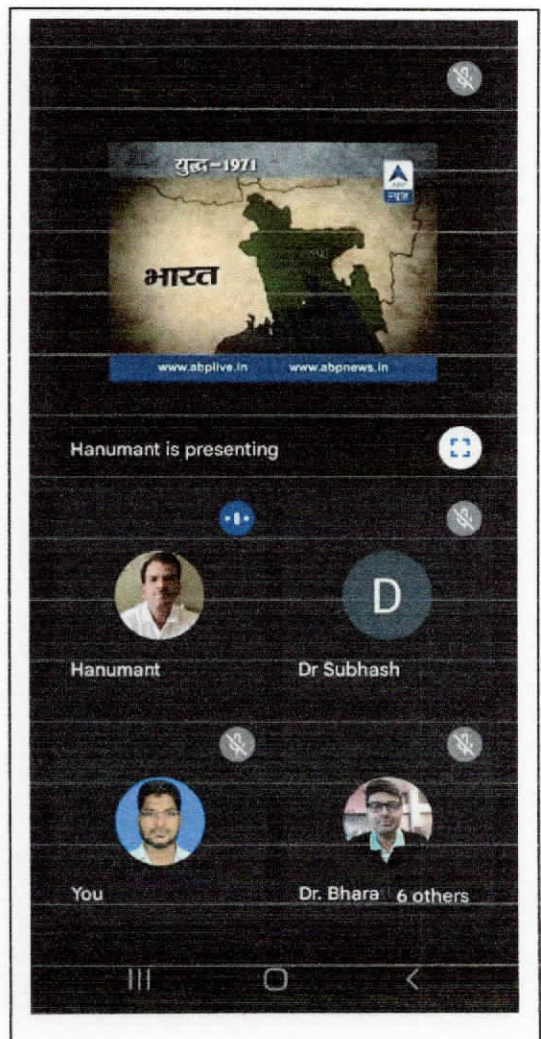 युद्ध-1971
ABP
न्यूज़
भारत
www.abplive.in www.abpnews.in
Hanumant is presenting
D
Hanumant Dr Subhash
You Dr. Bhara 6 others